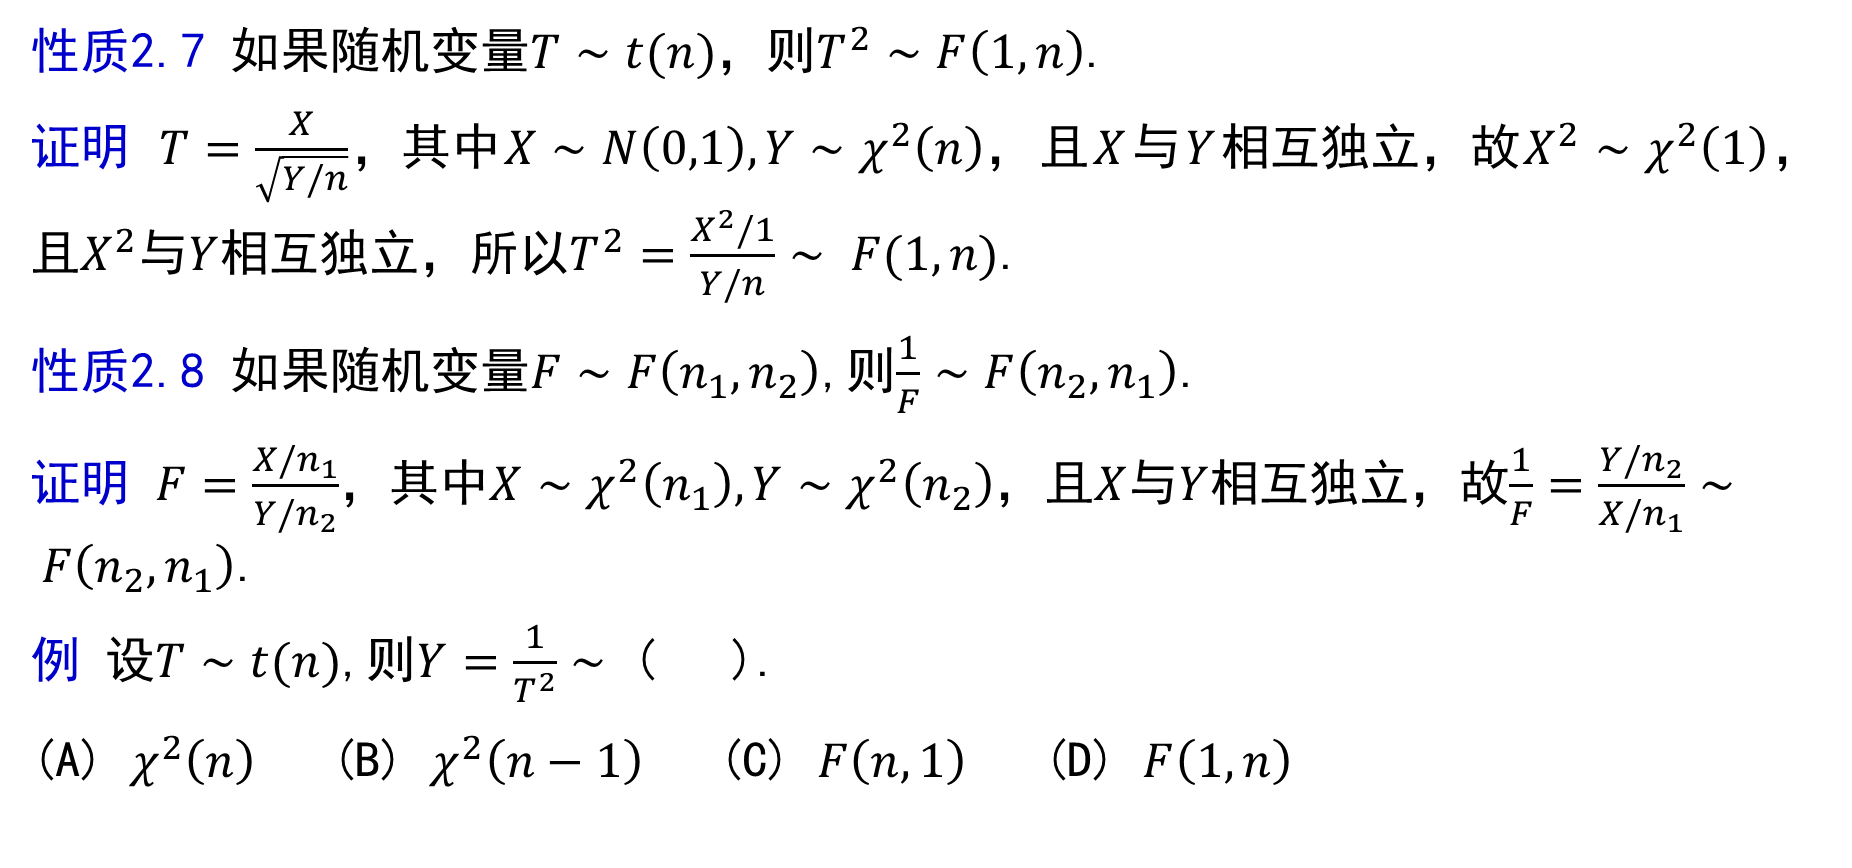 性质2.7 如果随机变量T ~ t(n)，则T² ~ F(1,n).
证明 T = X/√(Y/n)，其中X ~ N(0,1),Y ~ χ²(n)，且X与Y相互独立，故X² ~ χ²(1)，
且X²与Y相互独立，所以T² = (X²/1)/(Y/n) ~ F(1,n).
性质2.8 如果随机变量F ~ F(n₁,n₂),则1/F ~ F(n₂,n₁).
证明 F = (X/n₁)/(Y/n₂)，其中X ~ χ²(n₁),Y ~ χ²(n₂)，且X与Y相互独立，故1/F = (Y/n₂)/(X/n₁) ~
F(n₂,n₁).
例 设T ~ t(n),则Y = 1/T² ~（ ）.
(A) χ²(n) (B) χ²(n − 1) (C) F(n,1) (D) F(1,n)